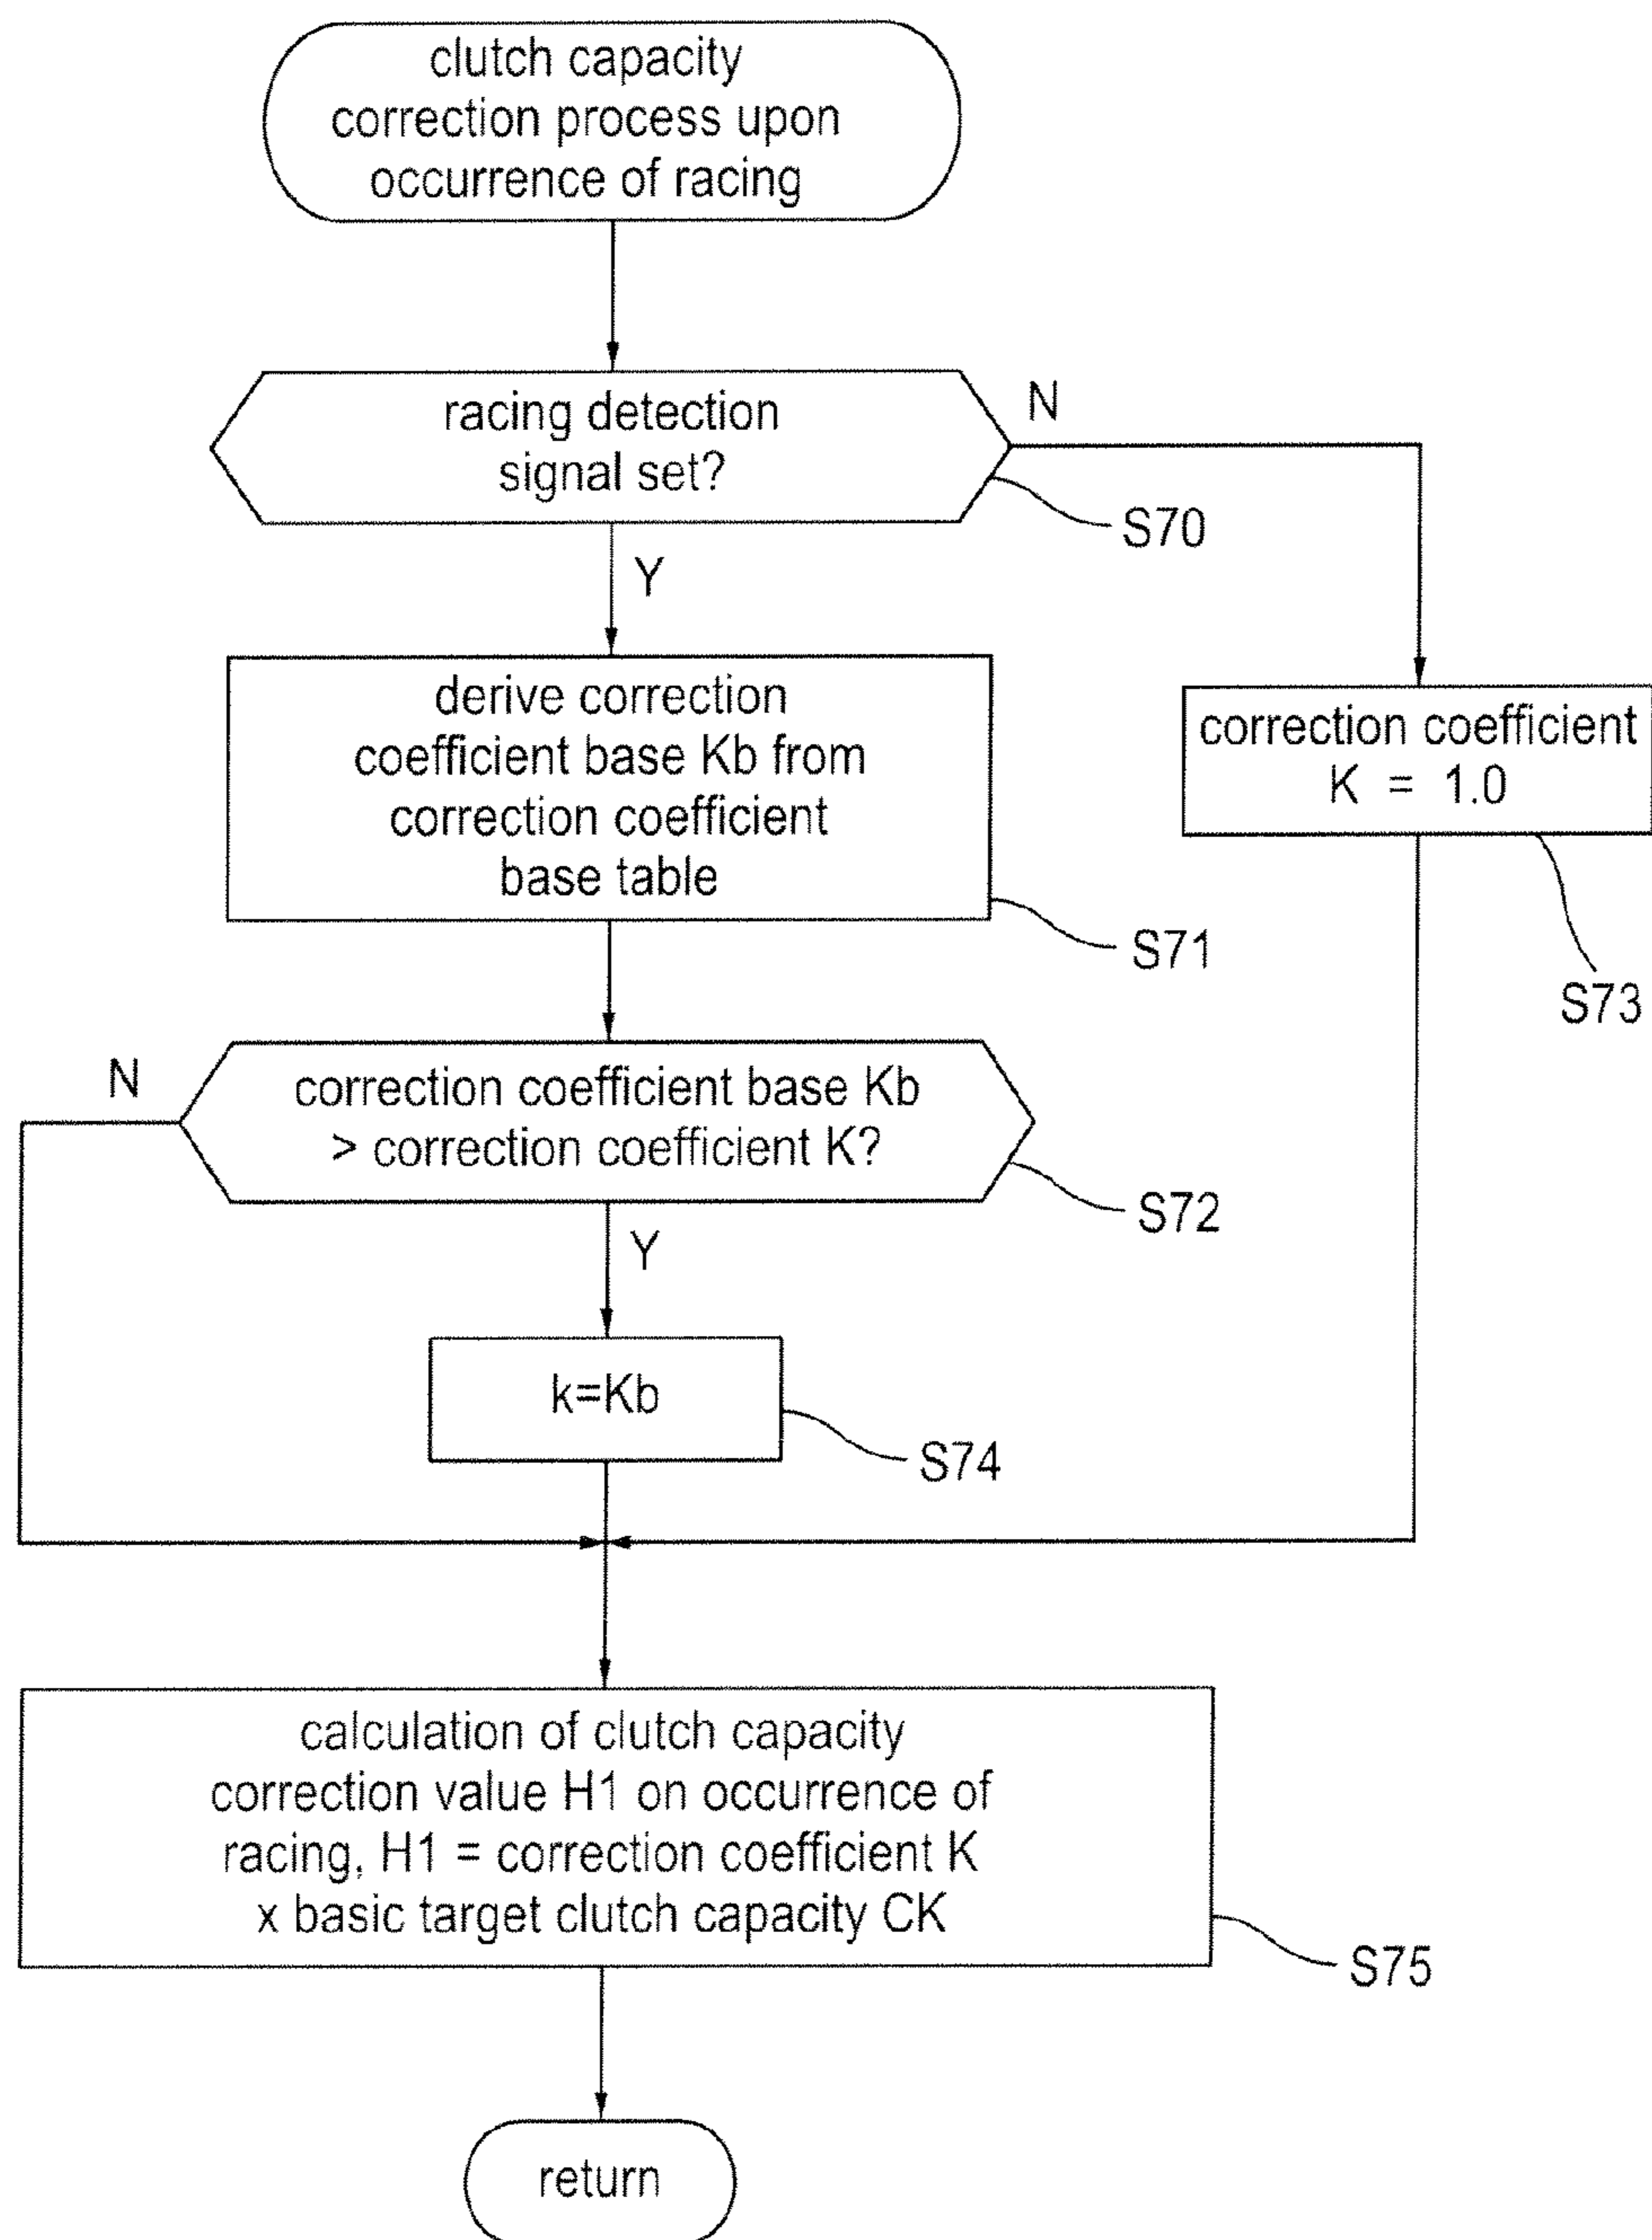 clutch capacity
correction process upon
occurrence of racing
racing detection
signal set?
N
S70
Y
derive correction
coefficient base Kb from
correction coefficient
base table
S71
correction coefficient
K = 1.0
S73
N
correction coefficient base Kb
> correction coefficient K?
S72
Y
k=Kb
S74
calculation of clutch capacity
correction value H1 on occurrence of
racing, H1 = correction coefficient K
x basic target clutch capacity CK
S75
return